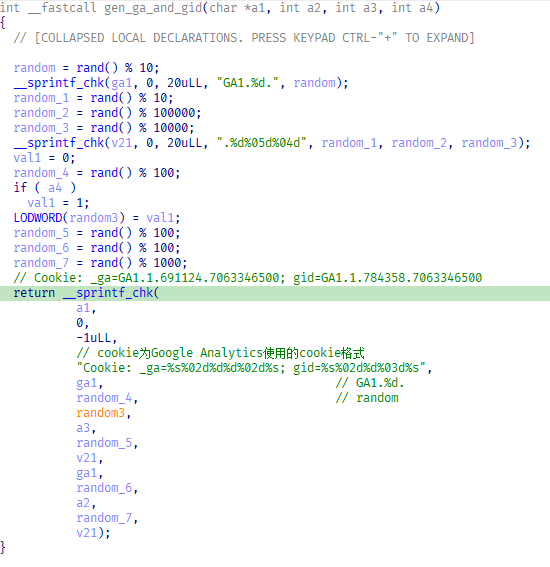 int __fastcall gen_ga_and_gid(char *a1, int a2, int a3, int a4)
{
// [COLLAPSED LOCAL DECLARATIONS. PRESS KEYPAD CTRL-"+" TO EXPAND]
random = rand() % 10;
__sprintf_chk(ga1, 0, 20uLL, "GA1.%d.", random);
random_1 = rand() % 10;
random_2 = rand() % 100000;
random_3 = rand() % 10000;
__sprintf_chk(v21, 0, 20uLL, ".%d%05d%04d", random_1, random_2, random_3);
val1 = 0;
random_4 = rand() % 100;
if ( a4 )
val1 = 1;
LODWORD(random3) = val1;
random_5 = rand() % 100;
random_6 = rand() % 100;
random_7 = rand() % 1000;
// Cookie: _ga=GA1.1.691124.7063346500; gid=GA1.1.784358.7063346500
return __sprintf_chk(
a1,
0,
-1uLL,
// cookie为Google Analytics使用的cookie格式
"Cookie: _ga=%s%02d%d%d%02d%s; gid=%s%02d%d%03d%s",
ga1, // GA1.%d.
random_4, // random
random3,
a3,
random_5,
v21,
ga1,
random_6,
a2,
random_7,
v21);
}